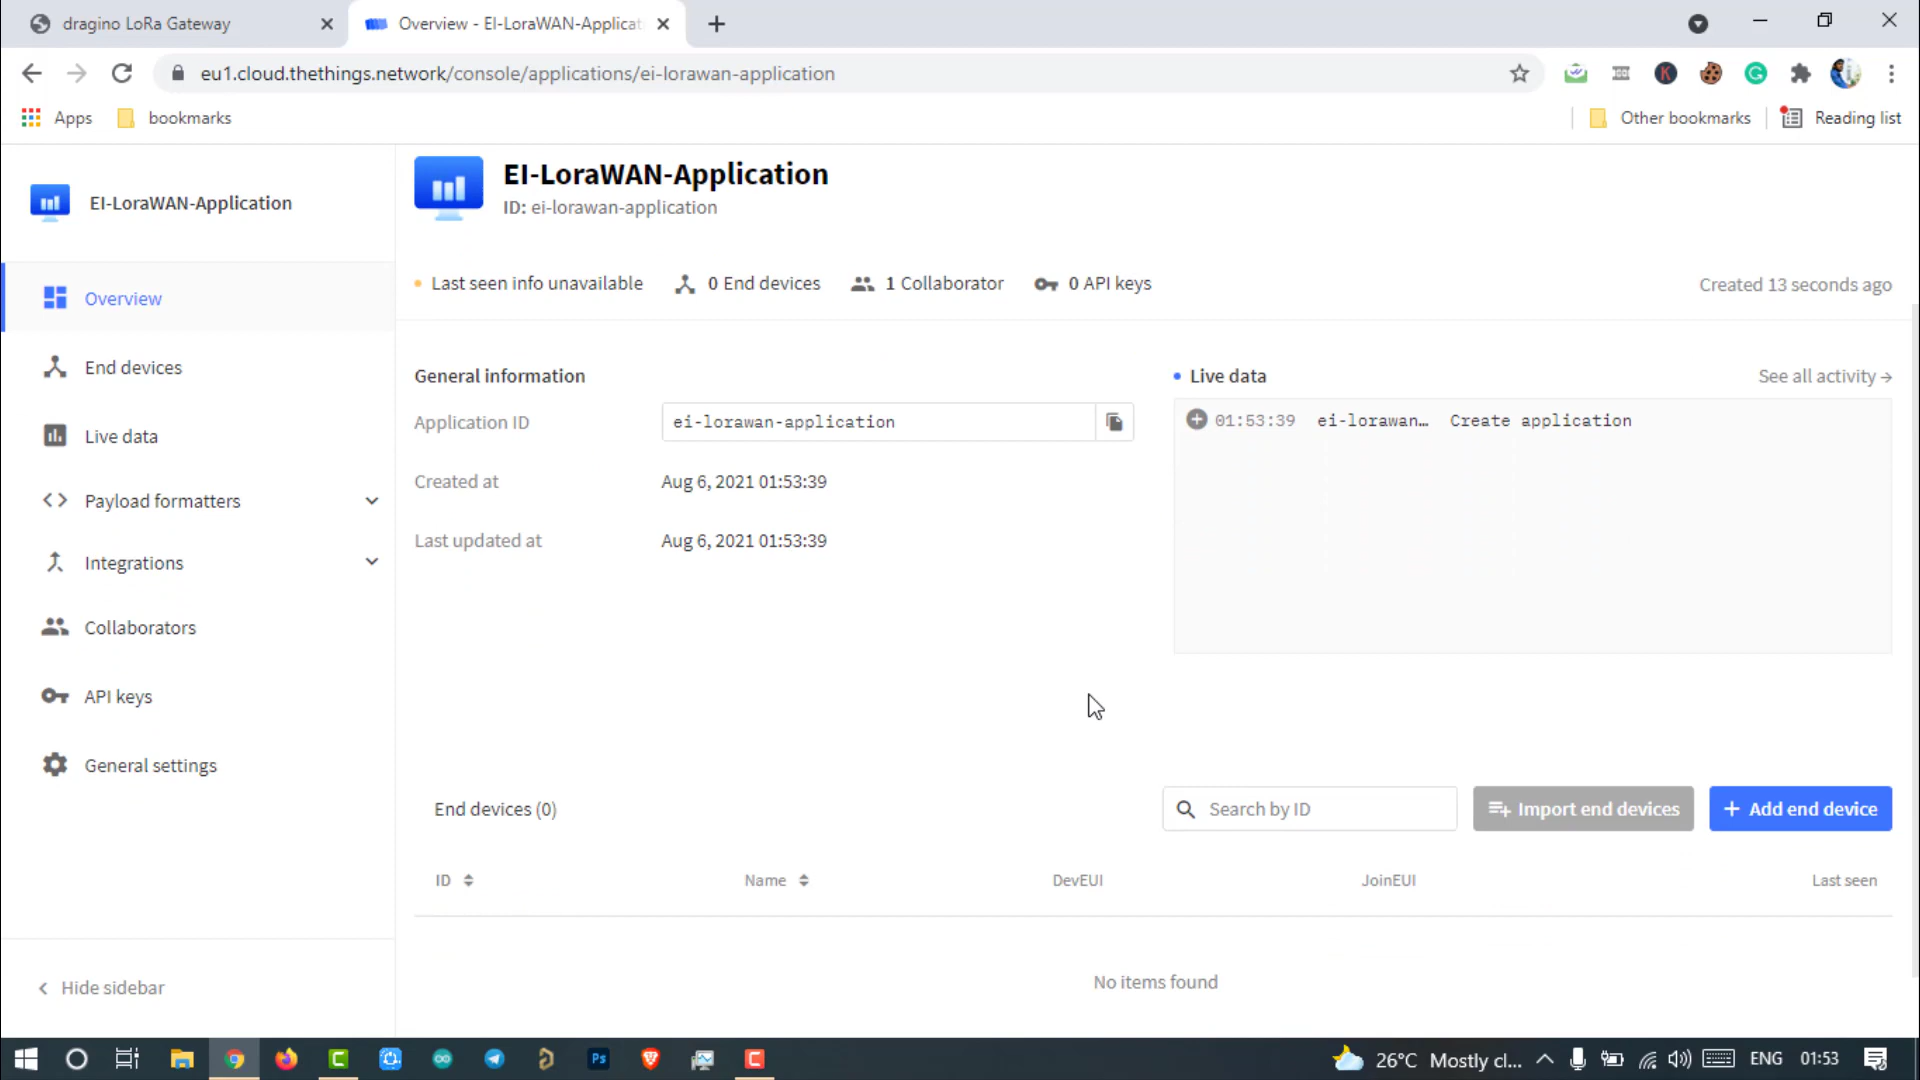 dragino LoRa Gateway
Overview - EI-LoraWAN-Applicat
eu1.cloud.thethings.network/console/applications/ei-lorawan-application
Apps
bookmarks
Other bookmarks
Reading list
EI-LoraWAN-Application
Overview
End devices
Live data
Payload formatters
Integrations
Collaborators
API keys
General settings
Hide sidebar
EI-LoraWAN-Application
ID: ei-lorawan-application
Last seen info unavailable
0 End devices
1 Collaborator
0 API keys
Created 13 seconds ago
General information
Application ID
ei-lorawan-application
Created at
Aug 6, 2021 01:53:39
Last updated at
Aug 6, 2021 01:53:39
Live data
See all activity →
01:53:39 ei-lorawan… Create application
End devices (0)
Search by ID
Import end devices
Add end device
ID
Name
DevEUI
JoinEUI
Last seen
No items found
Ps
26°C Mostly cl...
ENG
01:53